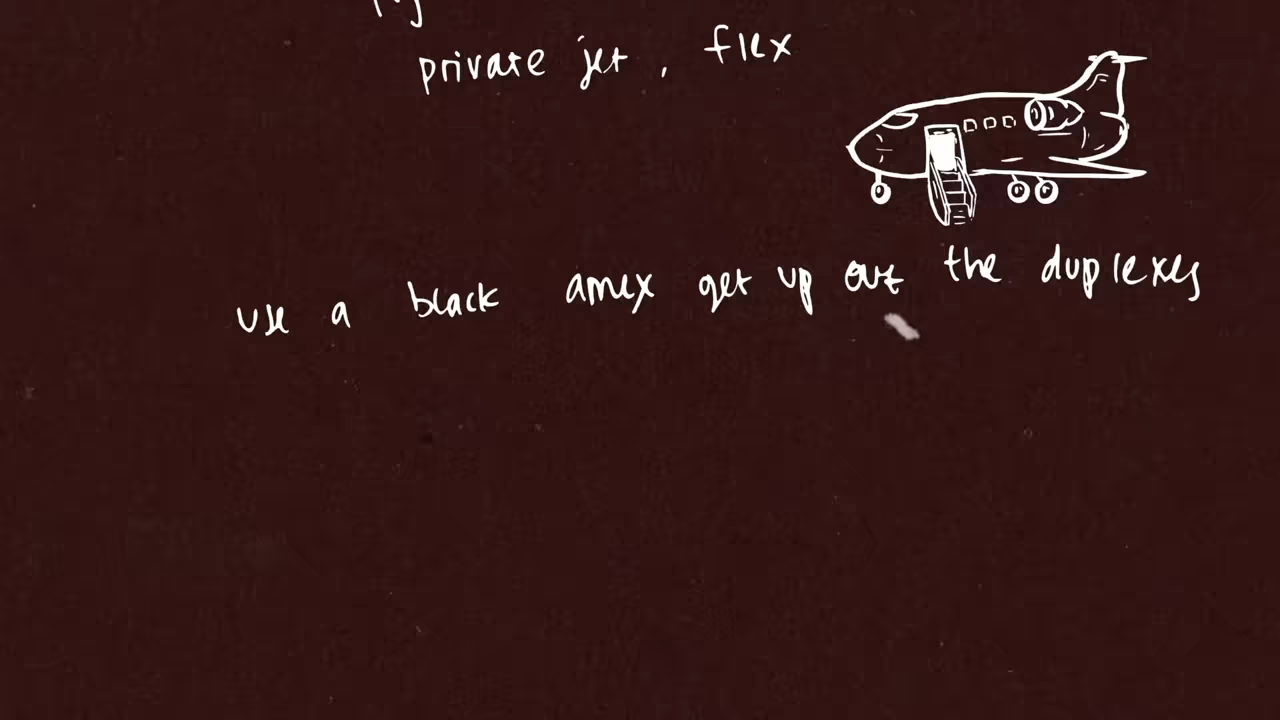 private jet, flex
use a black amex get up out the duplexes